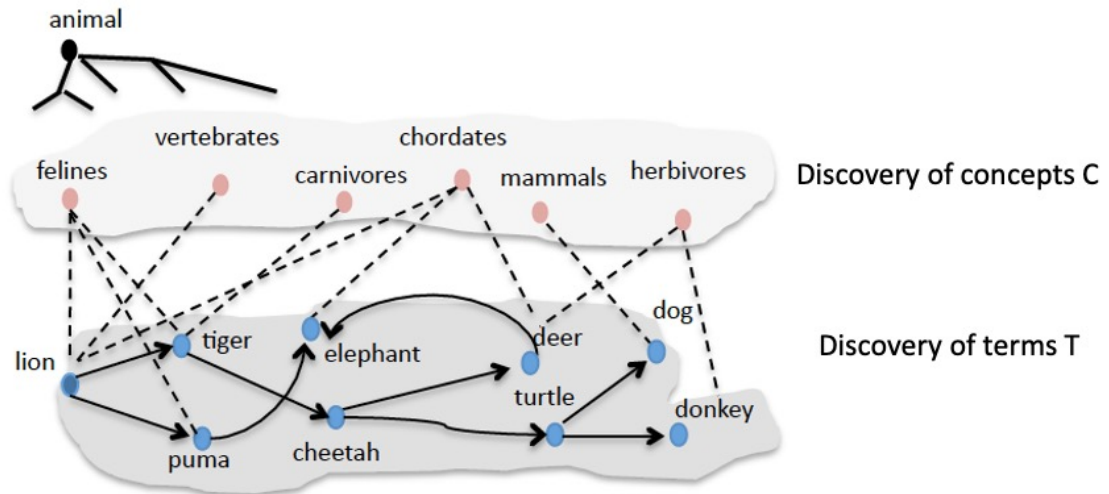 animal
vertebrates
chordates
felines
carnivores
mammals
herbivores
Discovery of concepts C
dog
tiger
deer
elephant
lion
Discovery of terms T
turtle
donkey
puma
cheetah